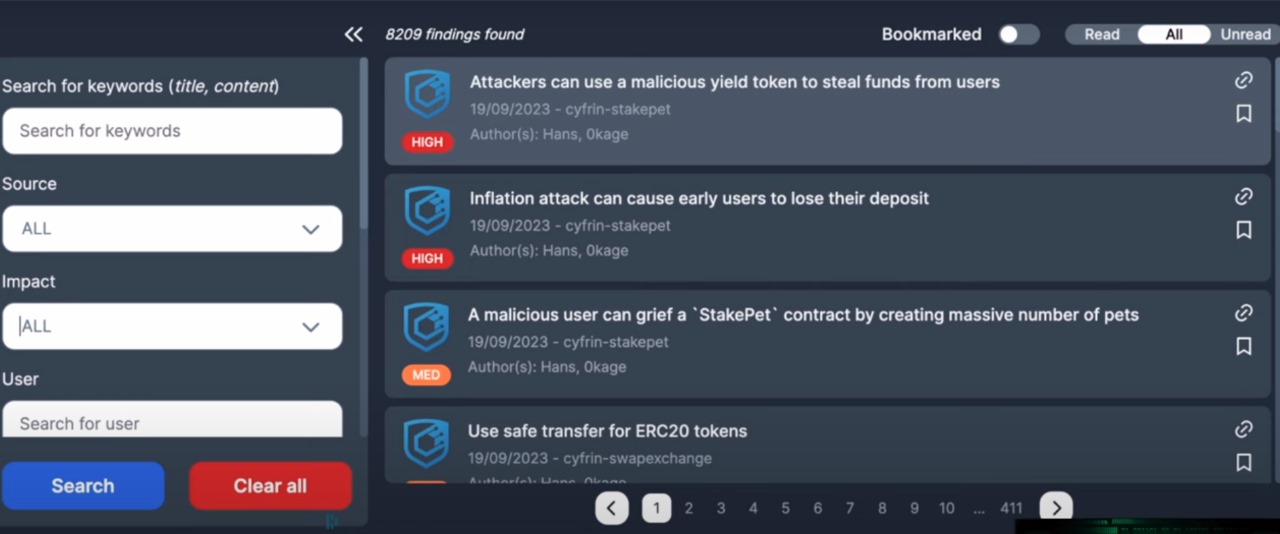 8209 findings found
Bookmarked
Read All Unread
Search for keywords (title, content)
Search for keywords
Source
ALL
Impact
ALL
User
Search for user
Search
Clear all
Attackers can use a malicious yield token to steal funds from users
19/09/2023 - cyfrin-stakepet
Author(s): Hans, 0kage
HIGH
Inflation attack can cause early users to lose their deposit
19/09/2023 - cyfrin-stakepet
Author(s): Hans, 0kage
HIGH
A malicious user can grief a `StakePet` contract by creating massive number of pets
19/09/2023 - cyfrin-stakepet
Author(s): Hans, 0kage
MED
Use safe transfer for ERC20 tokens
19/09/2023 - cyfrin-swapexchange
Author(s): Hans, 0kage
1 2 3 4 5 6 7 8 9 10 ... 411